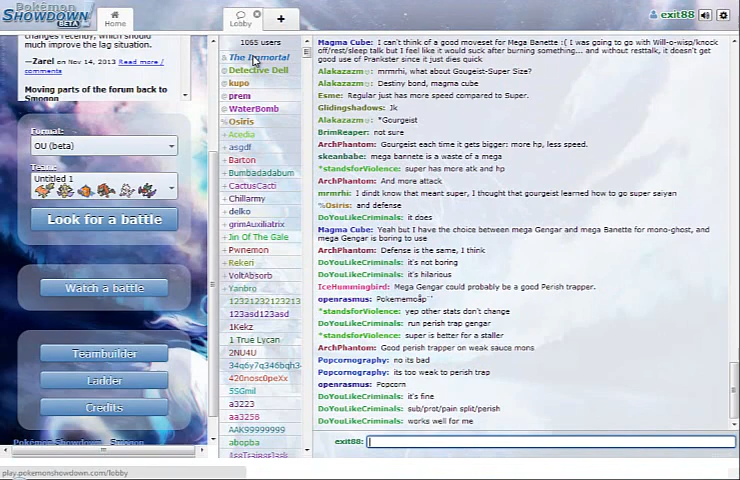 Pokémon
SHOWDOWN
BETA
Home
Lobby
+
exit88
changes recently, which should
much improve the lag situation.
—Zarel on Nov 14, 2013 Read more /
comments
Moving parts of the forum back to
Smogon
Format:
OU (beta)
Team:
Untitled 1
Look for a battle
Watch a battle
Teambuilder
Ladder
Credits
Pokémon Showdown Smogon
play.pokemonshowdown.com/lobby
1065 users
&The Immortal
@Detective Dell
@kupo
@prem
@WaterBomb
%Osiris
+Acedia
+asgdf
+Barton
+Bumbadadabum
+CactusCacti
+Chillarmy
+delko
+grimAuxiliatrix
+Jin Of The Gale
+Pwnemon
+Rekeri
+VoltAbsorb
+Yanbro
12321232123213
123asd123asd
1Kekz
1 True Lycan
2NU4U
34q6y7q346bqh3
420nosc0peXx
5SGmil
a3223
aa3256
AAK99999999
abopba
Magma Cube: I can't think of a good moveset for Mega Banette :( I was going to go with Will-o-wisp/knock
off/rest/sleep talk but I feel like it would suck after burning something... and without resttalk, it doesn't get
good use of Prankster since it just dies quick
Alakazazm☺: mrmrhi, what about Gougeist-Super Size?
Alakazazm☺: Destiny bond, magma cube
Esme: Regular just has more speed compared to Super.
Glidingshadows: Jk
Alakazazm☺: *Gourgeist
BrimReaper: not sure
ArchPhantom: Gourgeist each time it gets bigger: more hp, less speed.
skeanbabe: mega barnete is a waste of a mega
*standsforViolence: super has more atk and hp
ArchPhantom: And more attack
mrmrhi: I dindt know that meant super, I thought that gourgeist learned how to go super saiyan
%Osiris: and defense
DoYouLikeCriminals: it does
Magma Cube: Yeah but I have the choice between mega Gengar and mega Banette for mono-ghost, and
mega Gengar is boring to use
ArchPhantom: Defense is the same, I think
DoYouLikeCriminals: it's not boring
DoYouLikeCriminals: it's hilarious
IceHummingbird: Mega Gengar could probably be a good Perish trapper.
openrasmus:
*standsforViolence: yep other stats don't change
DoYouLikeCriminals: run perish trap gengar
*standsforViolence: super is better for a staller
ArchPhantom: Good perish trapper on weak sauce mons
Popcornography: no its bad
Popcornography: its too weak to perish trap
openrasmus: Popcorn
DoYouLikeCriminals: it's fine
DoYouLikeCriminals: sub/prot/pain split/perish
DoYouLikeCriminals: works well for me
exit88: